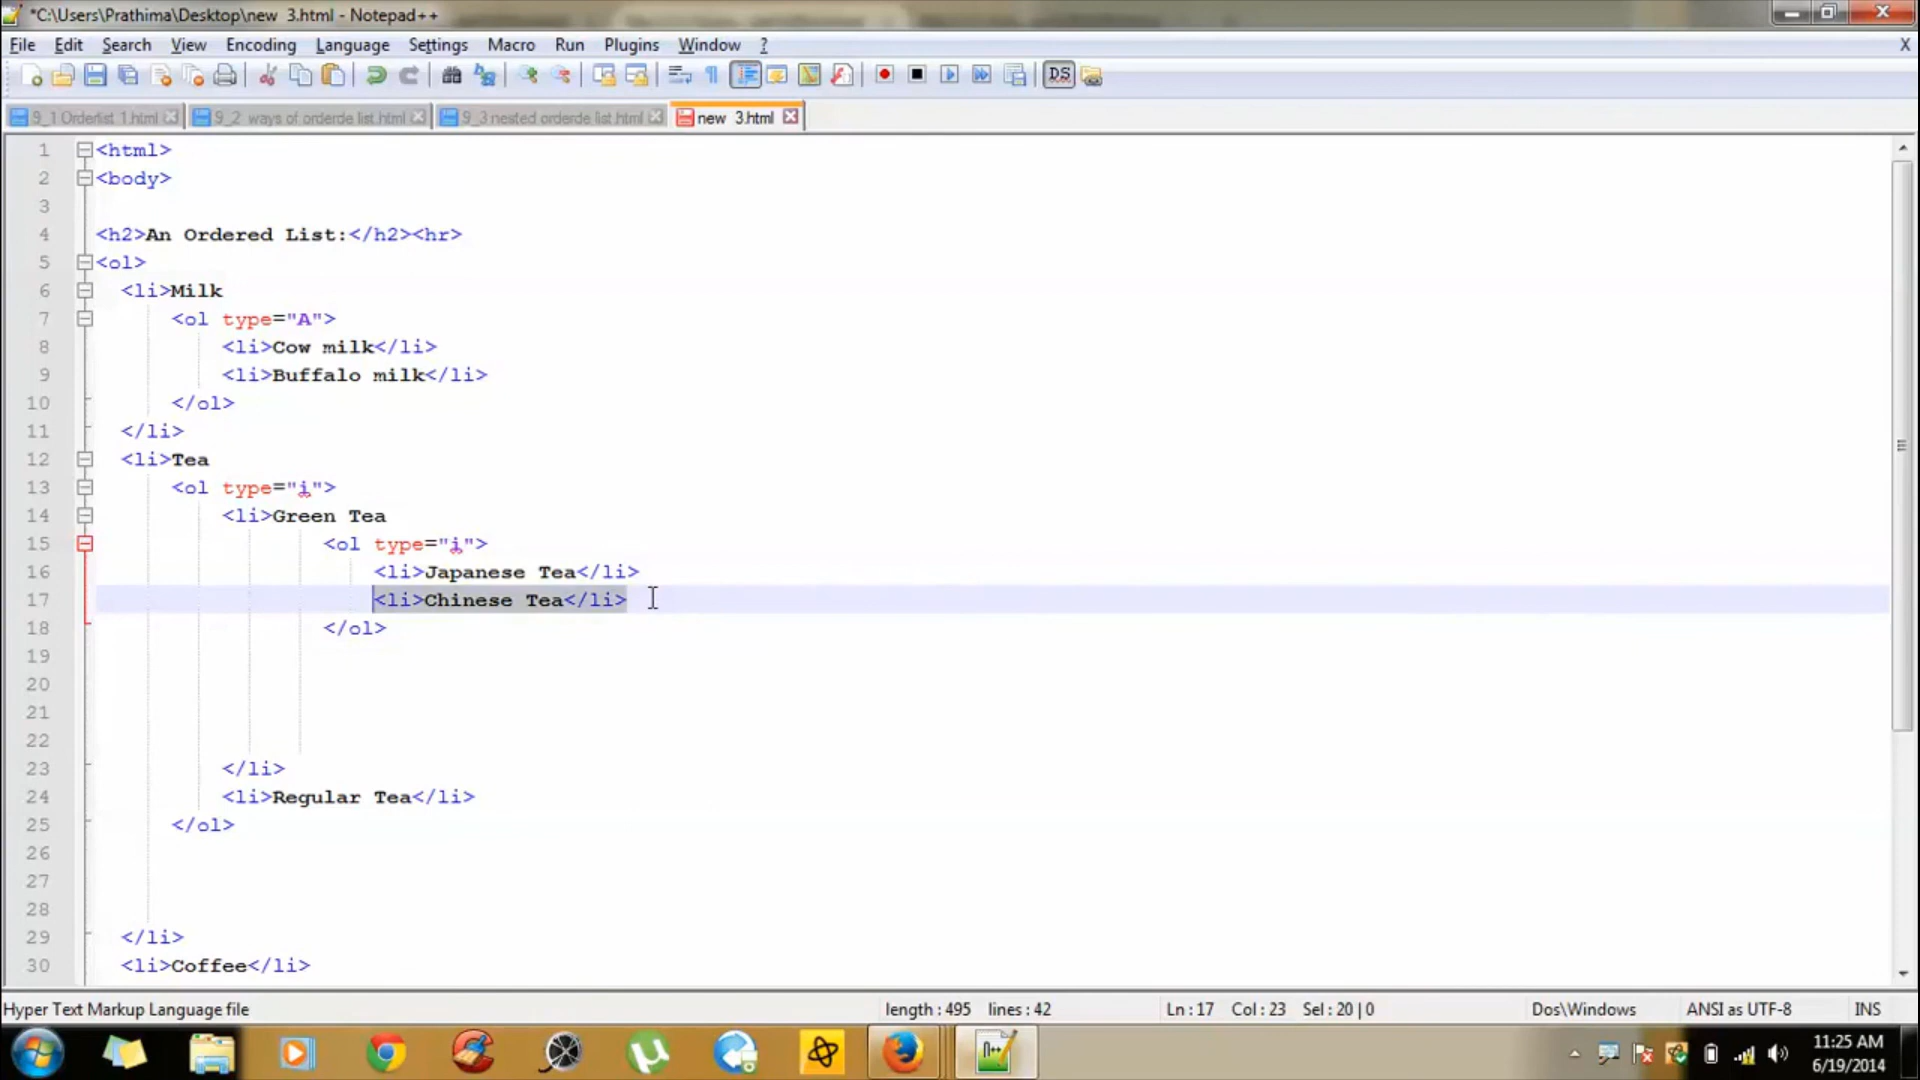 *C:\Users\Prathima\Desktop\new 3.html - Notepad++
File Edit Search View Encoding Language Settings Macro Run Plugins Window ? X
9_1 Orderlist 1.html 9_2 ways of orderde list.html 9_3 nested orderde list.html new 3.html
1 <html>
2 <body>
3
4 <h2>An Ordered List:</h2><hr>
5 <ol>
6 <li>Milk
7 <ol type="A">
8 <li>Cow milk</li>
9 <li>Buffalo milk</li>
10 </ol>
11 </li>
12 <li>Tea
13 <ol type="i">
14 <li>Green Tea
15 <ol type="i">
16 <li>Japanese Tea</li>
17 <li>Chinese Tea</li>
18 </ol>
19
20
21
22
23 </li>
24 <li>Regular Tea</li>
25 </ol>
26
27
28
29 </li>
30 <li>Coffee</li>
Hyper Text Markup Language file length : 495 lines : 42 Ln : 17 Col : 23 Sel : 20 | 0 Dos\Windows ANSI as UTF-8 INS
11:25 AM
6/19/2014